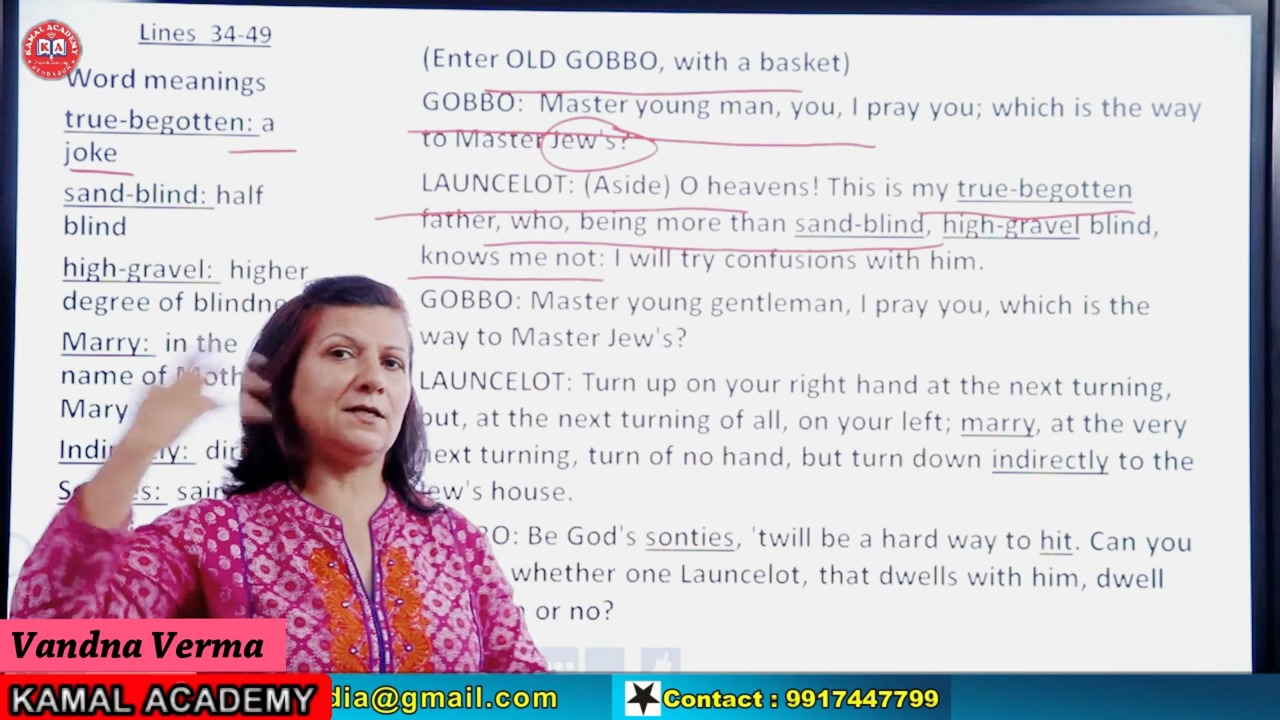 KAMAL ACADEMY
KA
Lines 34-49
Word meanings
true-begotten: a
joke
sand-blind: half
blind
high-gravel: higher
degree of
Marry: in the
name of
Mary
(Enter OLD GOBBO, with a basket)
GOBBO: Master young man, you, I pray you; which is the way
to Master Jew's?
LAUNCELOT: (Aside) O heavens! This is my true-begotten
father, who, being more than sand-blind, high-gravel blind,
knows me not: I will try confusions with him.
GOBBO: Master young gentleman, I pray you, which is the
way to Master Jew's?
LAUNCELOT: Turn up on your right hand at the next turning,
but, at the next turning of all, on your left; marry, at the very
next turning, turn of no hand, but turn down indirectly to the
Jew's house.
Be God's sonties, 'twill be a hard way to hit. Can you
whether one Launcelot, that dwells with him, dwell
or no?
Vandna Verma
KAMAL ACADEMY
dia@gmail.com
Contact : 9917447799